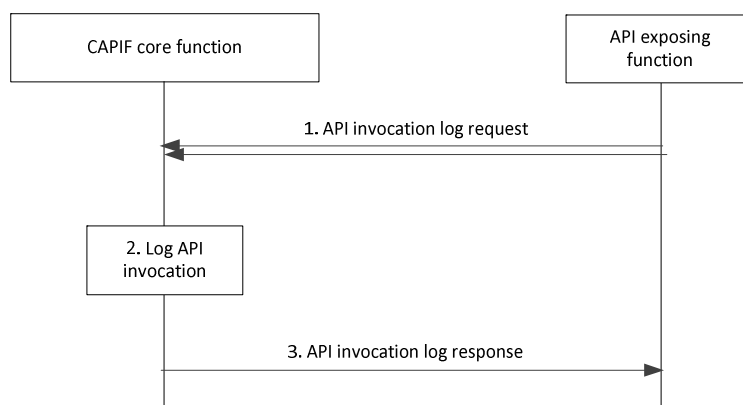 CAPIF core function
API exposing
function
1. API invocation log request
2. Log API
invocation
3. API invocation log response